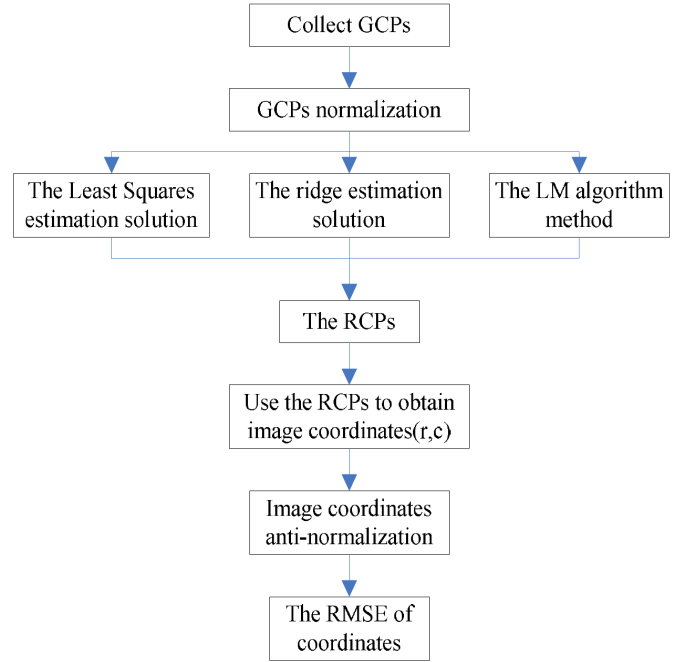 Collect GCPs
GCPs normalization
The Least Squares
estimation solution
The ridge estimation
solution
The LM algorithm
method
The RCPs
Use the RCPs to obtain
image coordinates(r,c)
Image coordinates
anti-normalization
The RMSE of
coordinates